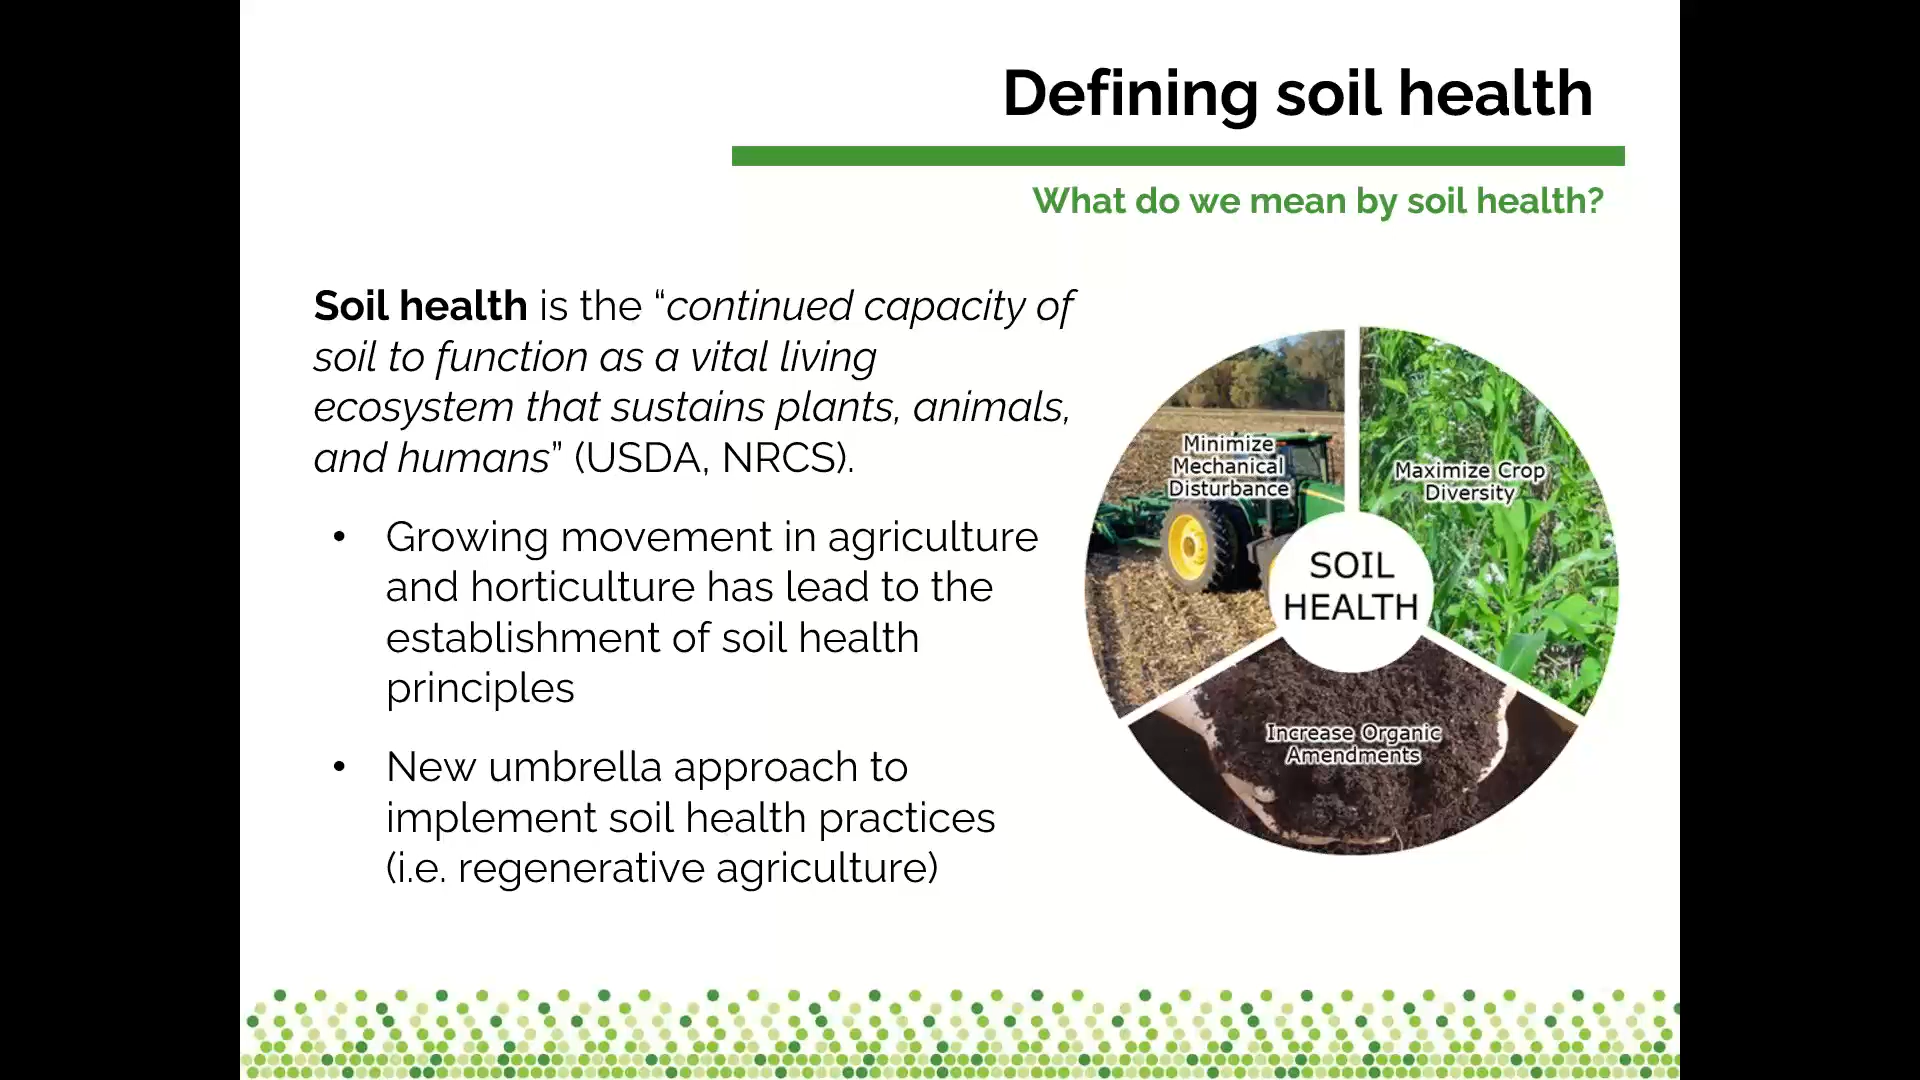 Defining soil health
What do we mean by soil health?
Soil health is the “continued capacity of
soil to function as a vital living
ecosystem that sustains plants, animals,
and humans” (USDA, NRCS).
• Growing movement in agriculture
and horticulture has lead to the
establishment of soil health
principles
• New umbrella approach to
implement soil health practices
(i.e. regenerative agriculture)
Minimize
Mechanical
Disturbance
Maximize Crop
Diversity
SOIL
HEALTH
Increase Organic
Amendments